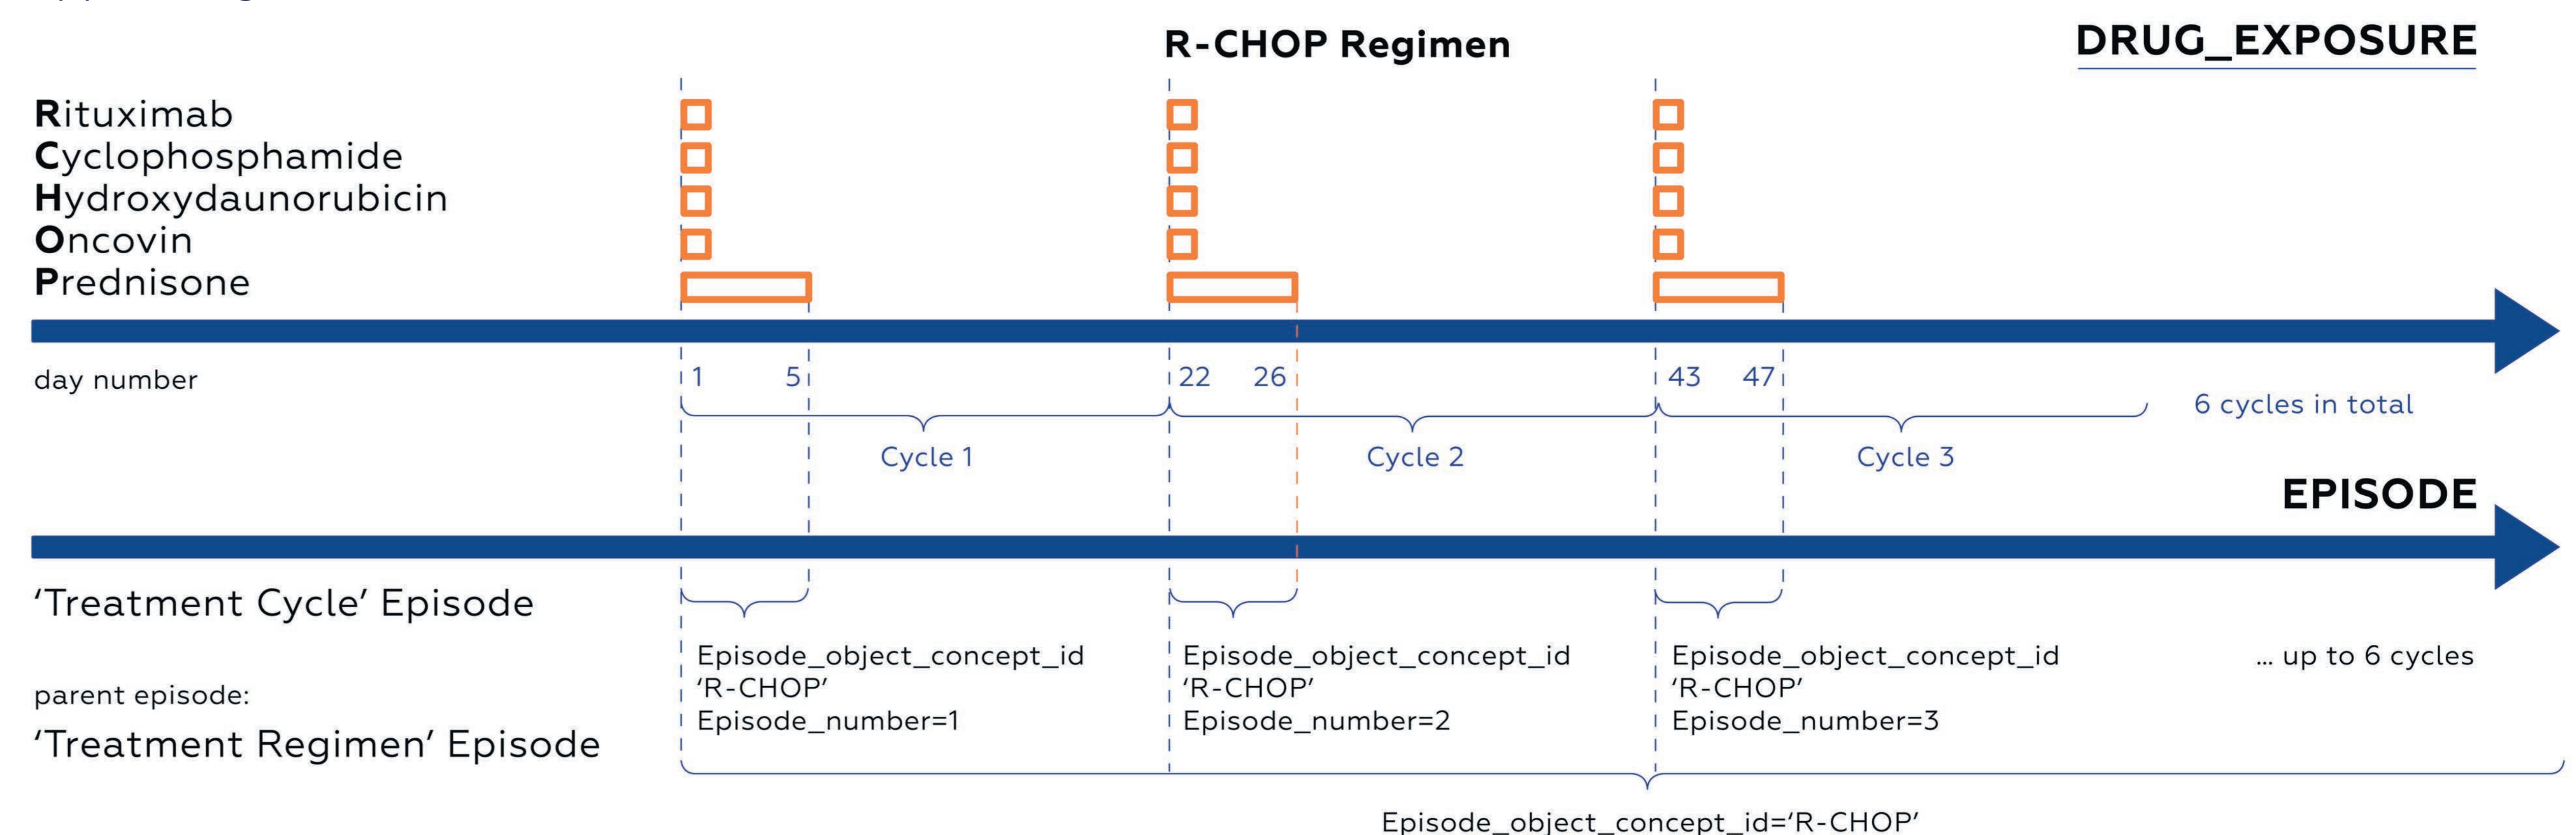 R-CHOP Regimen
DRUG_EXPOSURE
Rituximab
Cyclophosphamide
Hydroxydaunorubicin
Oncovin
Prednisone
day number
1 5 22 26 43 47
6 cycles in total
Cycle 1 Cycle 2 Cycle 3
EPISODE
‘Treatment Cycle’ Episode
Episode_object_concept_id
‘R-CHOP’
Episode_number=1
Episode_object_concept_id
‘R-CHOP’
Episode_number=2
Episode_object_concept_id
‘R-CHOP’
Episode_number=3
... up to 6 cycles
parent episode:
‘Treatment Regimen’ Episode
Episode_object_concept_id=‘R-CHOP’